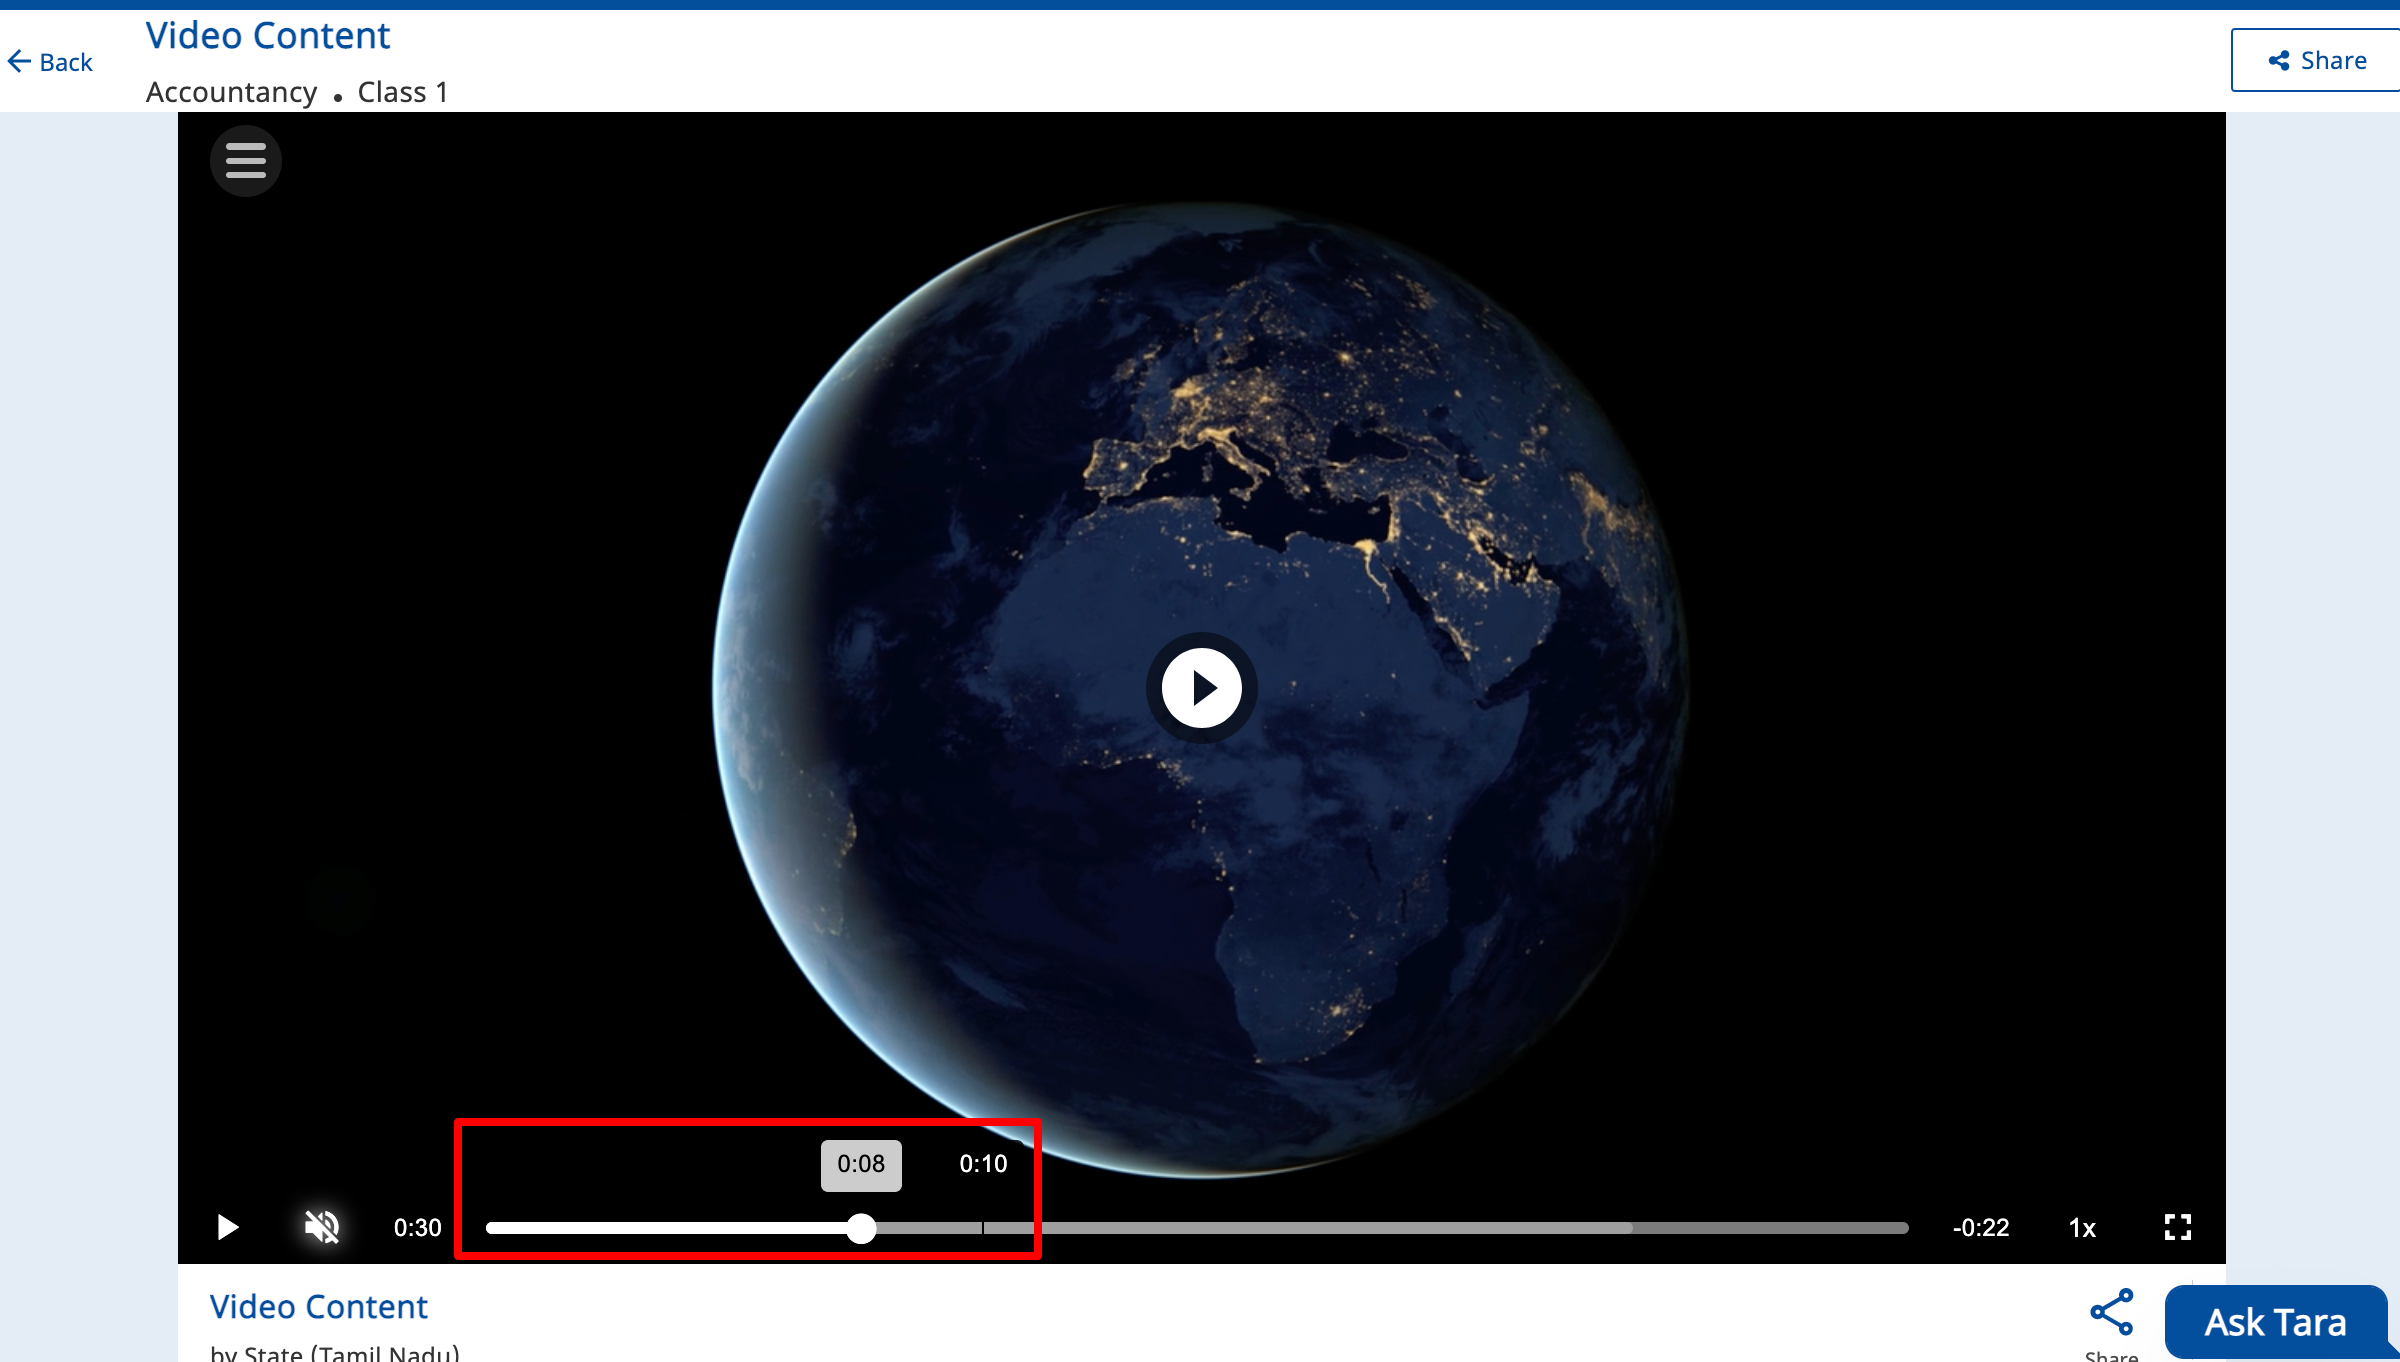 Video Content
Back
Accountancy • Class 1
Share
0:08
0:10
0:30
-0:22
1x
Video Content
Ask Tara
by State (Tamil Nadu)
Share